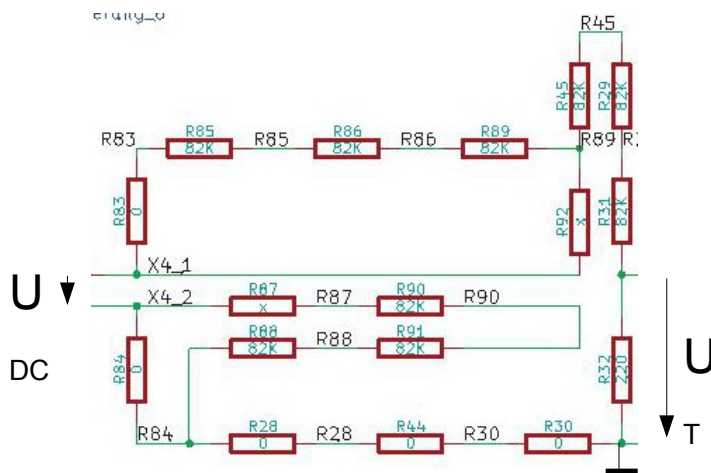 R45
R45
82K
R29
82K
R83
R85
82K
R85
R86
82K
R86
R89
82K
R89
R83
0
R92
x
R31
82K
X4_1
U
X4_2
R87
x
R87
R90
82K
R90
DC
R84
0
R88
82K
R88
R91
82K
R32
220
U
T
R84
R28
0
R28
R44
0
R30
R30
0